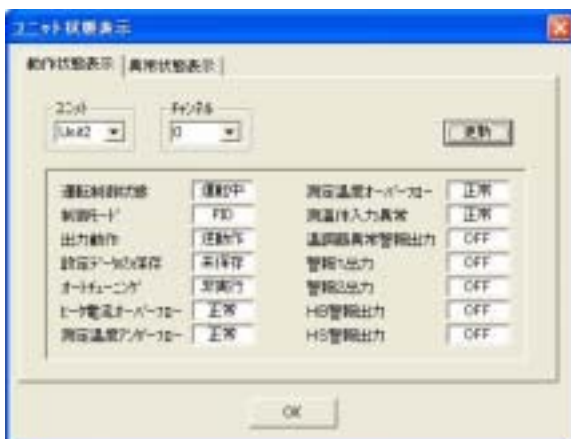 ユニット状態表示
動作状態表示 異常状態表示
ユニット チャンネル
Unit2 0 更新
運転制御状態 運転中 測定温度オーバーフロー 正常
制御モード PID 測温体入力異常 正常
出力動作 逆動作 温調器異常警報出力 OFF
設定データの保存 未保存 警報1出力 OFF
オートチューニング 非実行 警報2出力 OFF
ヒータ電流オーバーフロー 正常 HB警報出力 OFF
測定温度アンダーフロー 正常 HS警報出力 OFF
OK